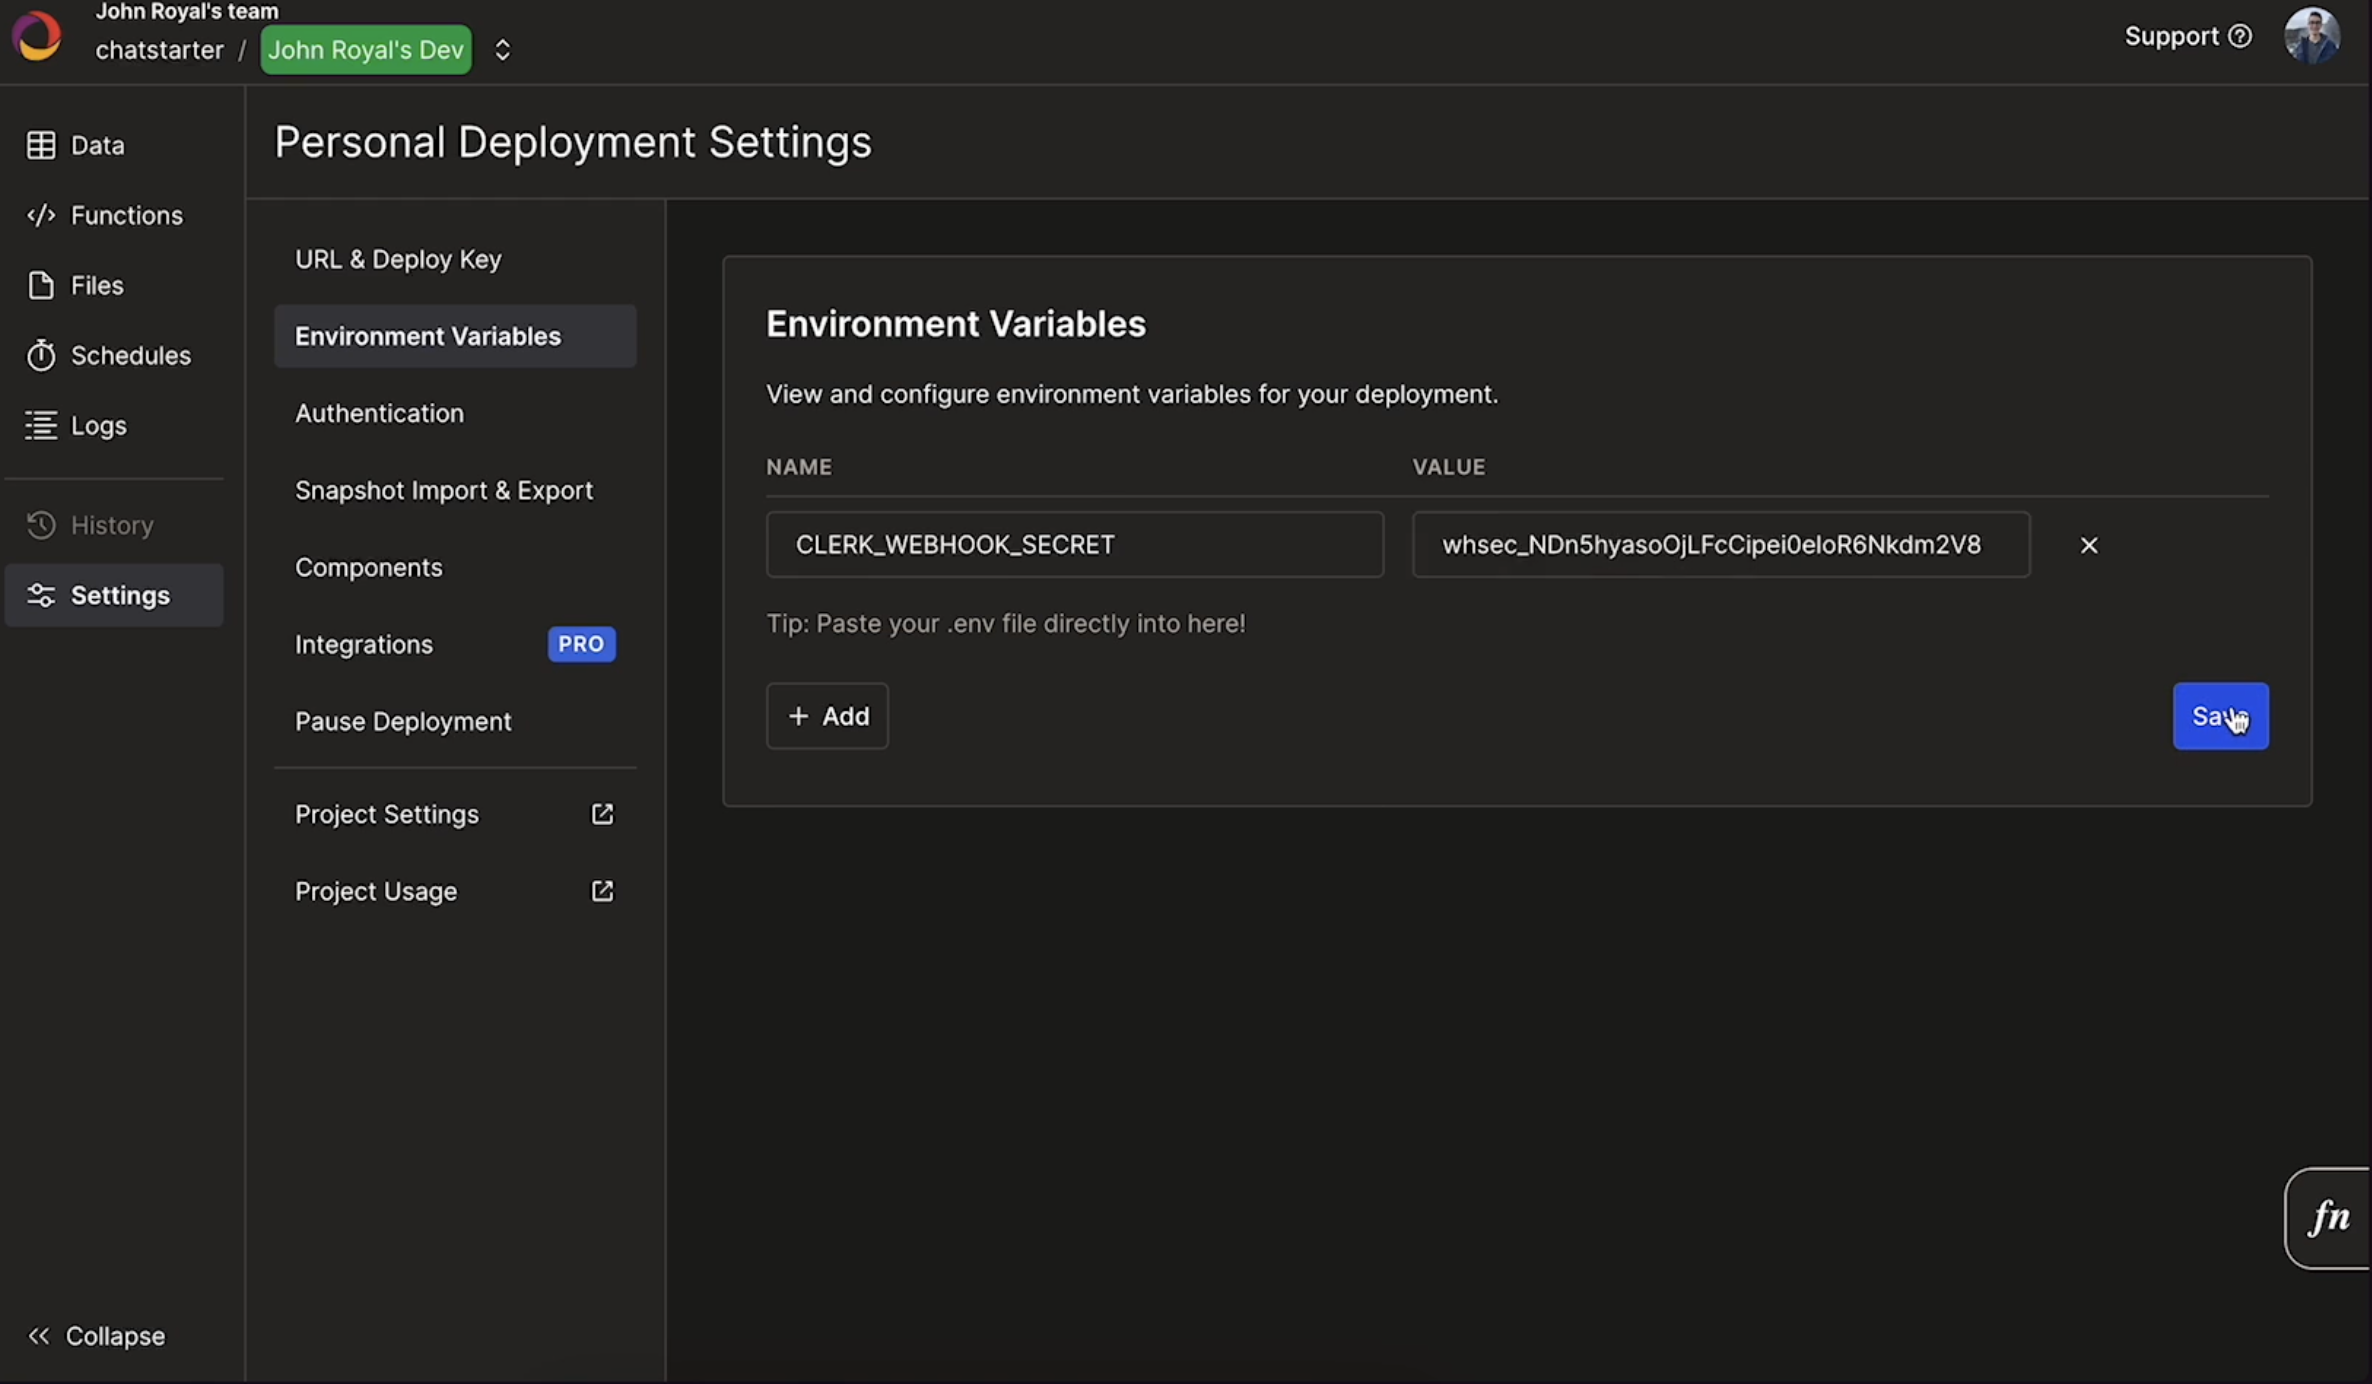 John Royal's team
chatstarter / John Royal's Dev
Support
Data
Functions
Files
Schedules
Logs
History
Settings
Collapse
Personal Deployment Settings
URL & Deploy Key
Environment Variables
Authentication
Snapshot Import & Export
Components
Integrations PRO
Pause Deployment
Project Settings
Project Usage
Environment Variables
View and configure environment variables for your deployment.
NAME VALUE
CLERK_WEBHOOK_SECRET whsec_NDn5hyasoOjLFcCipei0eloR6Nkdm2V8
Tip: Paste your .env file directly into here!
+ Add
Save
fn